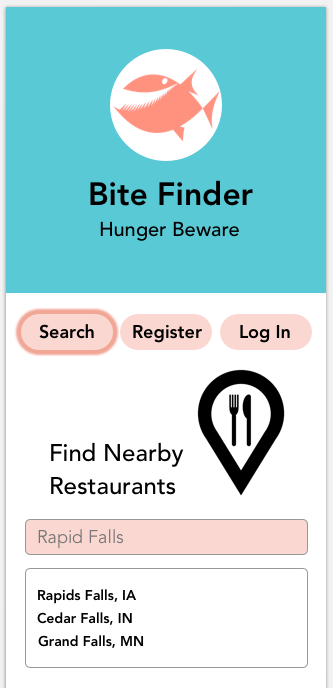 Bite Finder
Hunger Beware
Search Register Log In
Find Nearby
Restaurants
Rapid Falls
Rapids Falls, IA
Cedar Falls, IN
Grand Falls, MN